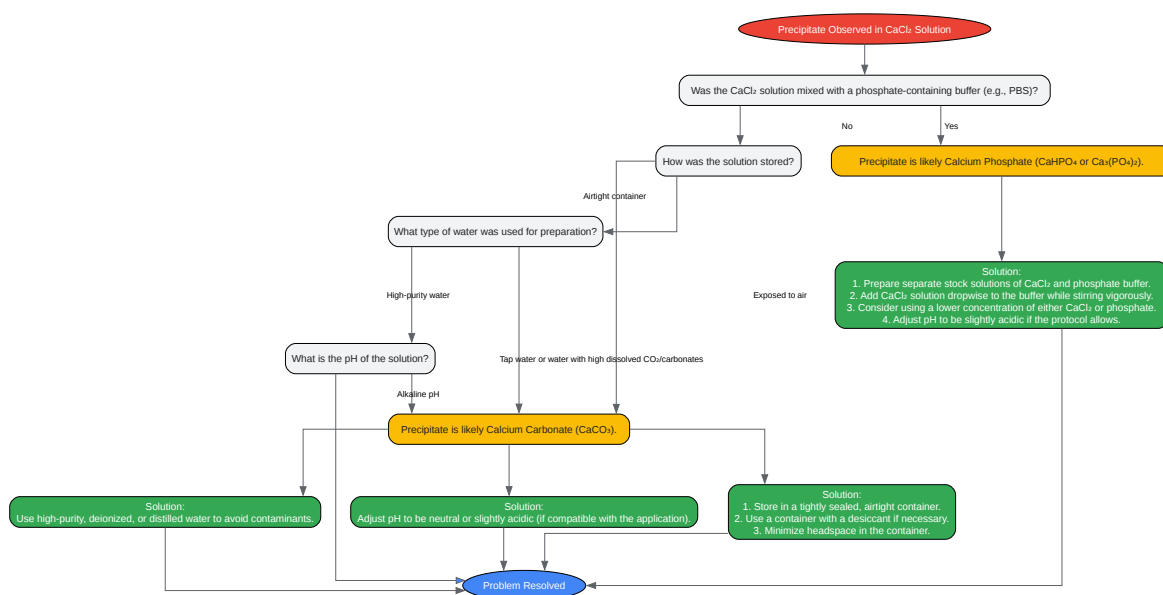 Precipitate Observed in CaCl₂ Solution
Was the CaCl₂ solution mixed with a phosphate-containing buffer (e.g., PBS)?
No
Yes
How was the solution stored?
Precipitate is likely Calcium Phosphate (CaHPO₄ or Ca₃(PO₄)₂).
Airtight container
What type of water was used for preparation?
Solution:
1. Prepare separate stock solutions of CaCl₂ and phosphate buffer.
2. Add CaCl₂ solution dropwise to the buffer while stirring vigorously.
3. Consider using a lower concentration of either CaCl₂ or phosphate.
4. Adjust pH to be slightly acidic if the protocol allows.
High-purity water
Exposed to air
What is the pH of the solution?
Tap water or water with high dissolved CO₂/carbonates
Alkaline pH
Precipitate is likely Calcium Carbonate (CaCO₃).
Solution:
Use high-purity, deionized, or distilled water to avoid contaminants.
Solution:
Adjust pH to be neutral or slightly acidic (if compatible with the application).
Solution:
1. Store in a tightly sealed, airtight container.
2. Use a container with a desiccant if necessary.
3. Minimize headspace in the container.
Problem Resolved